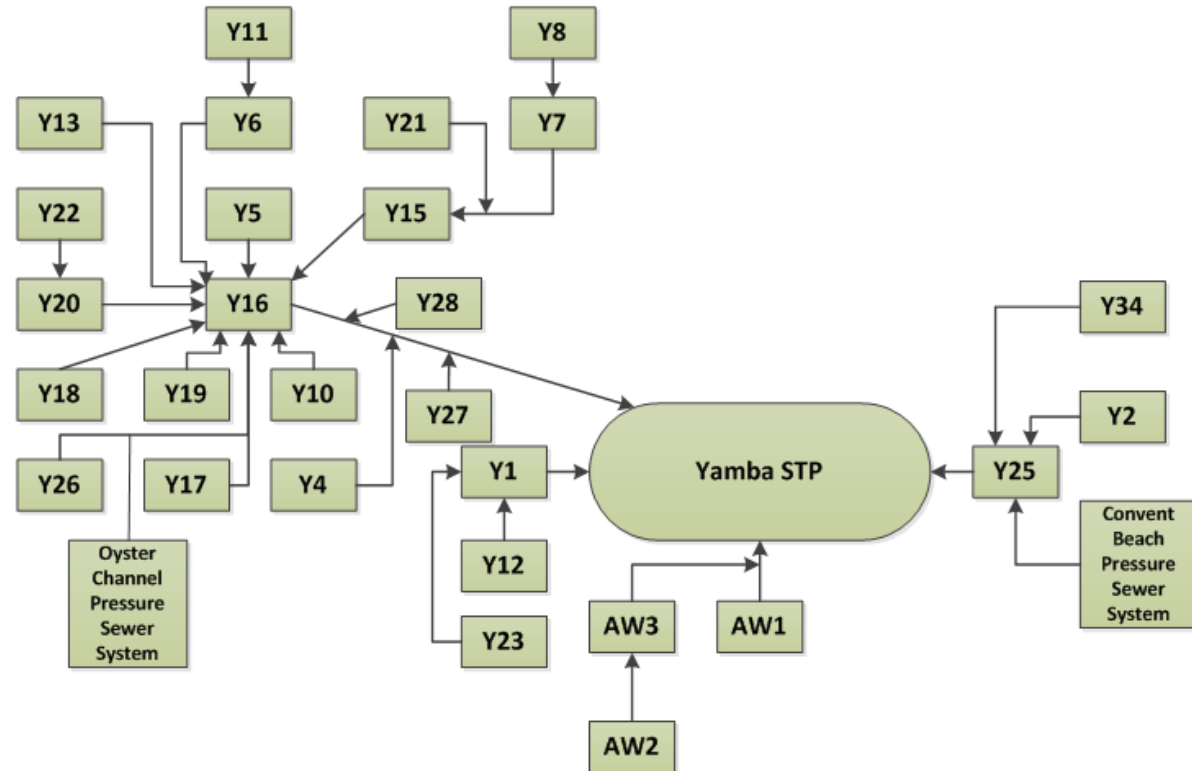 Y11
Y8
Y13
Y6
Y21
Y7
Y22
Y5
Y15
Y20
Y16
Y28
Y34
Y18
Y19
Y10
Y27
Y2
Y26
Y17
Y4
Y1
Yamba STP
Y25
Oyster
Channel
Pressure
Sewer
System
Y12
Convent
Beach
Pressure
Sewer
System
Y23
AW3
AW1
AW2